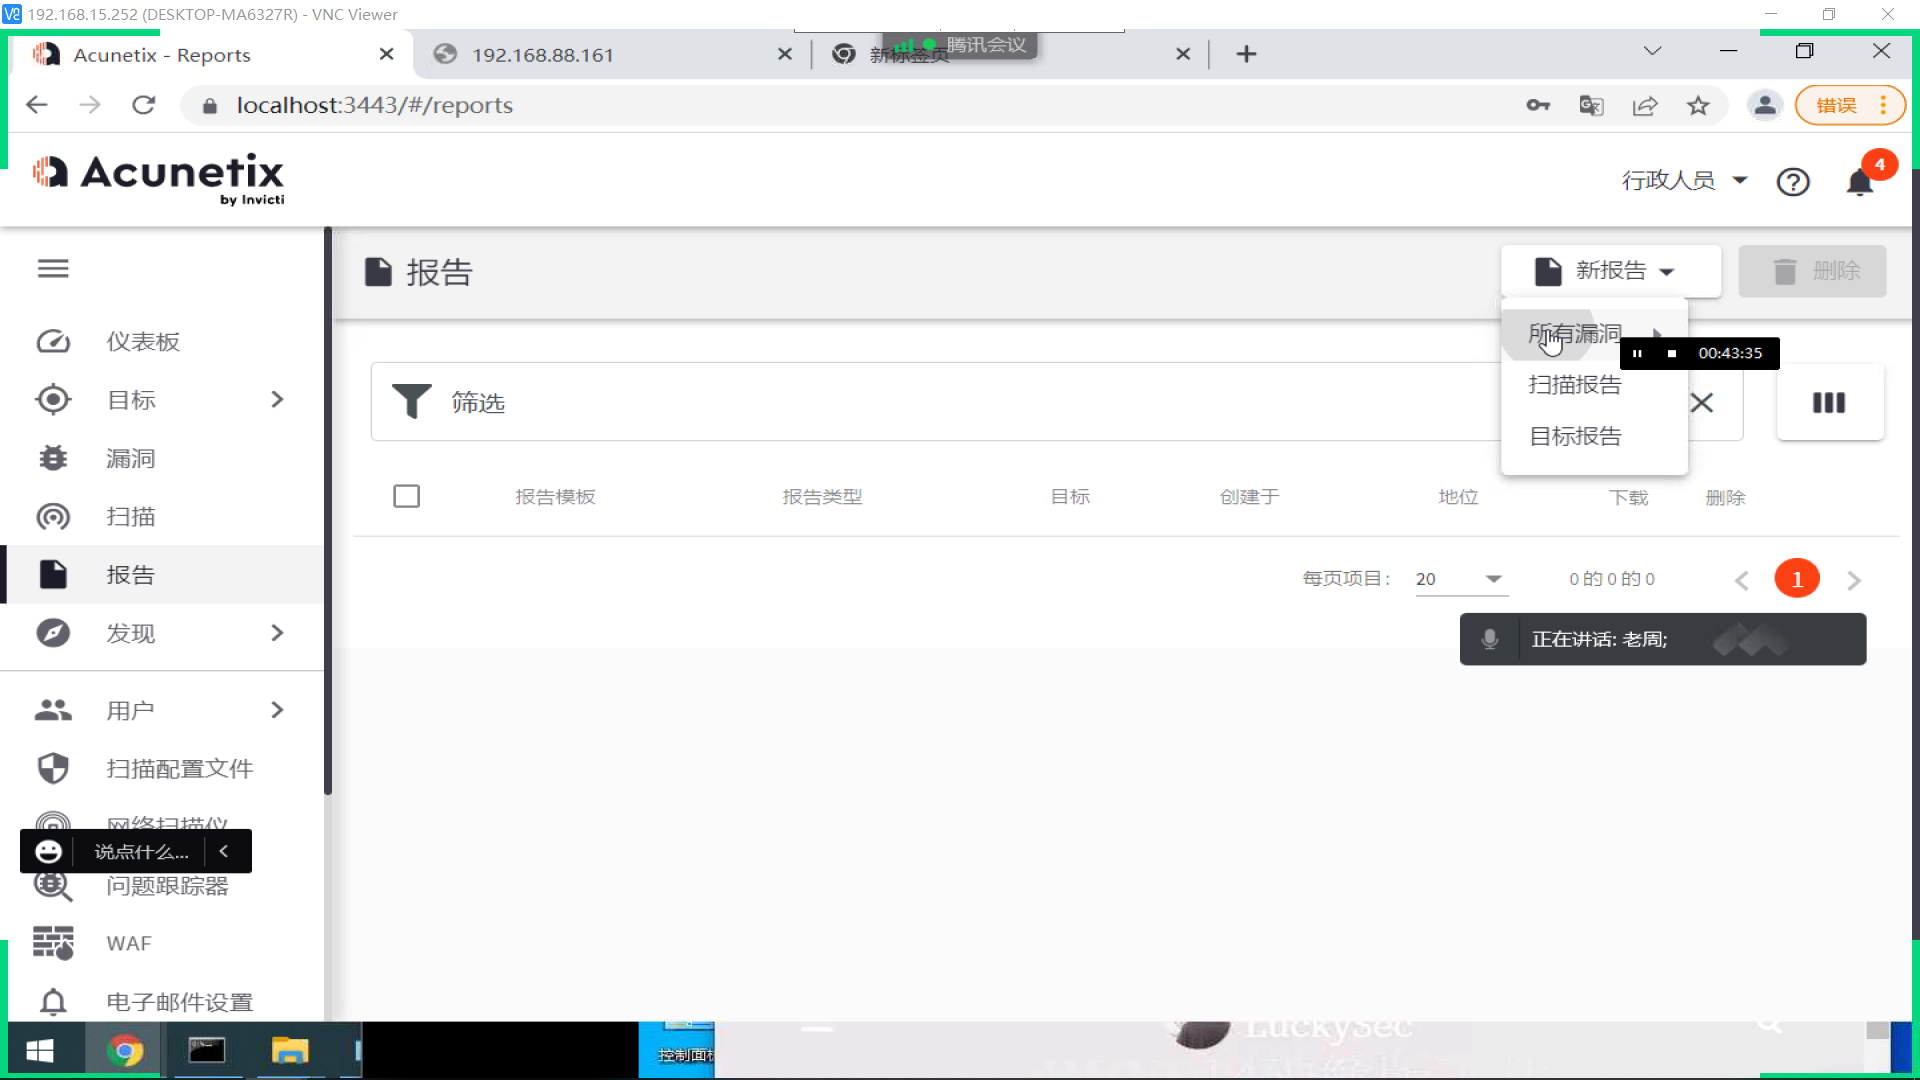 192.168.15.252 (DESKTOP-MA6327R) - VNC Viewer
Acunetix - Reports
192.168.88.161
新标签页
腾讯会议
localhost:3443/#/reports
错误
Acunetix
by Invicti
行政人员
4
报告
新报告
删除
所有漏洞
00:43:35
扫描报告
目标报告
筛选
报告模板 报告类型 目标 创建于 地位 下载 删除
每页项目: 20 0 的 0 的 0 1
正在讲话: 老周;
仪表板
目标
漏洞
扫描
报告
发现
用户
扫描配置文件
网络扫描仪
说点什么...
问题跟踪器
WAF
电子邮件设置
控制面板
LuckySec